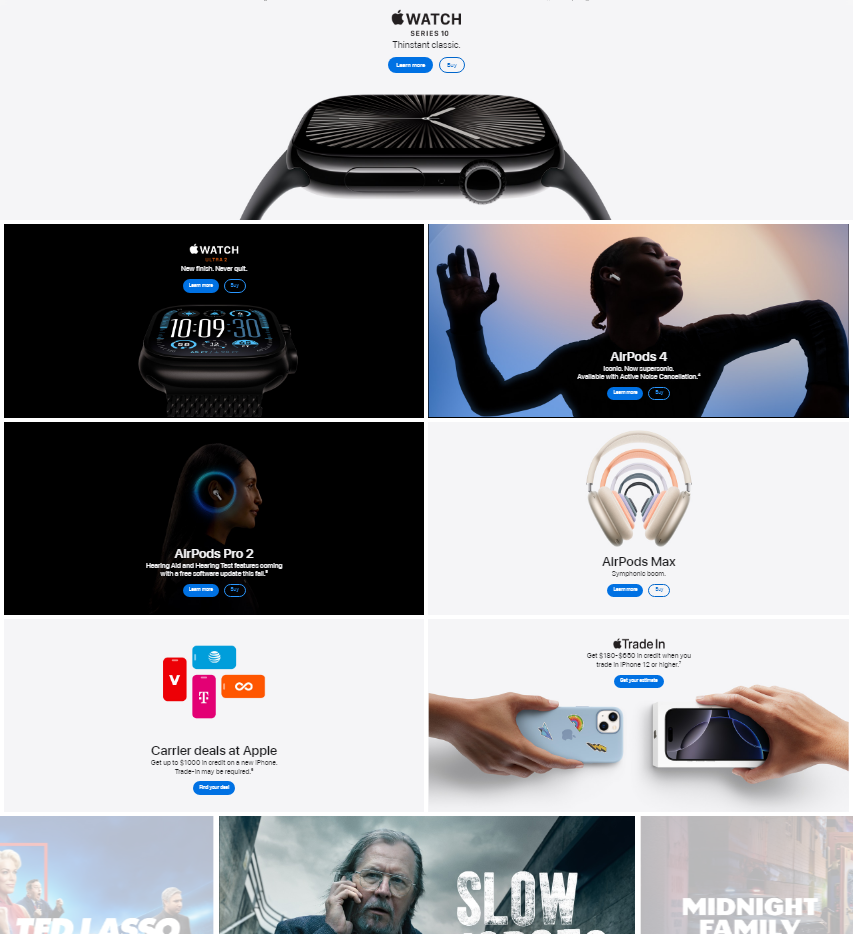 WATCH
SERIES 10
Thinstant classic.
Learn more
Buy
WATCH
ULTRA 2
New finish. Never quit.
Learn more
Buy
10:09:30
AirPods 4
Iconic. Now supersonic.
Available with Active Noise Cancellation.⁴
Learn more
Buy
AirPods Pro 2
Hearing Aid and Hearing Test features coming
with a free software update this fall.⁵
Learn more
Buy
AirPods Max
Symphonic boom.
Learn more
Buy
V
T
Carrier deals at Apple
Get up to $1000 in credit on a new iPhone.
Trade-in may be required.⁶
Find your deal
Trade In
Get $180-$650 in credit when you
trade in iPhone 12 or higher.⁷
Get your estimate
TED LASSO
SLOW
MIDNIGHT
FAMILY